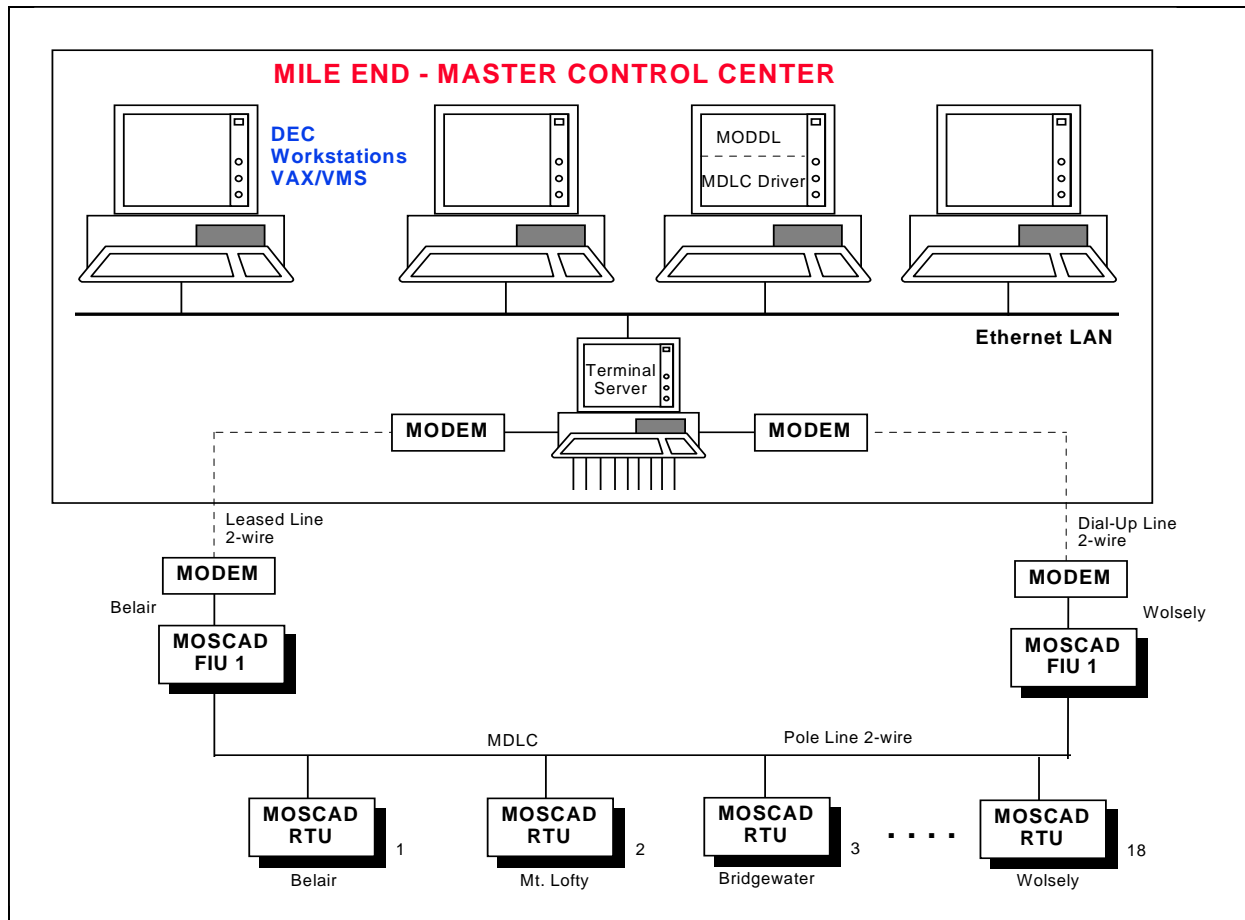 MILE END - MASTER CONTROL CENTER
DEC
Workstations
VAX/VMS
MODDL
MDLC Driver
Ethernet LAN
Terminal
Server
MODEM
MODEM
Leased Line
2-wire
Dial-Up Line
2-wire
MODEM
MODEM
Belair
Wolsely
MOSCAD
FIU 1
MOSCAD
FIU 1
MDLC
Pole Line 2-wire
MOSCAD
RTU
1
Belair
MOSCAD
RTU
2
Mt. Lofty
MOSCAD
RTU
3
Bridgewater
. . . .
MOSCAD
RTU
18
Wolsely